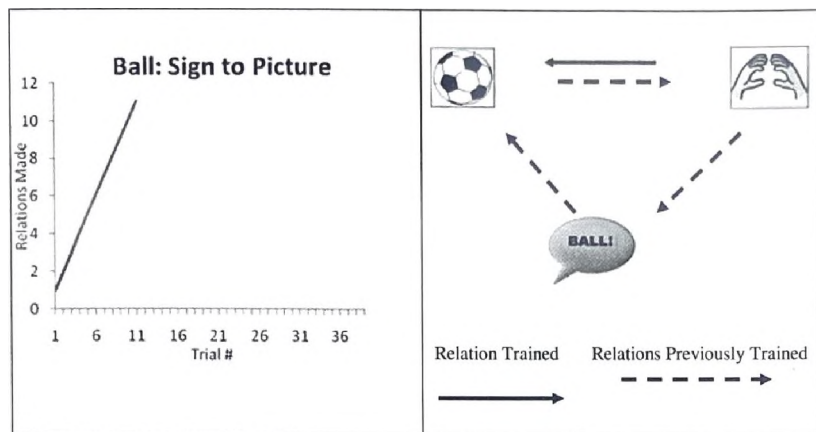 Ball: Sign to Picture
12
10
8
6
4
2
0
Relations Made
1 6 11 16 21 26 31 36
Trial #
BALL!
Relation Trained
Relations Previously Trained